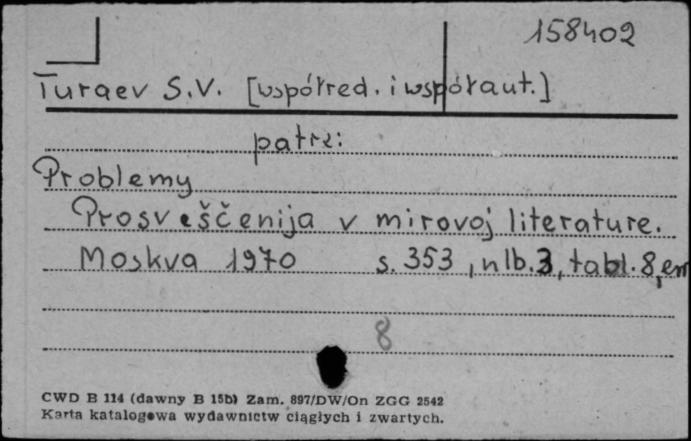 158402
Turaev S.V. [współred. i współaut.]
patrz:
Problemy
Prosveščenija v mirovoj literature.
Moskva 1970 s. 353, nlb. 3, tabl. 8, em
8
CWD B 114 (dawny B 15b) Zam. 897/DW/On ZGG 2542
Karta katalogowa wydawnictw ciągłych i zwartych.